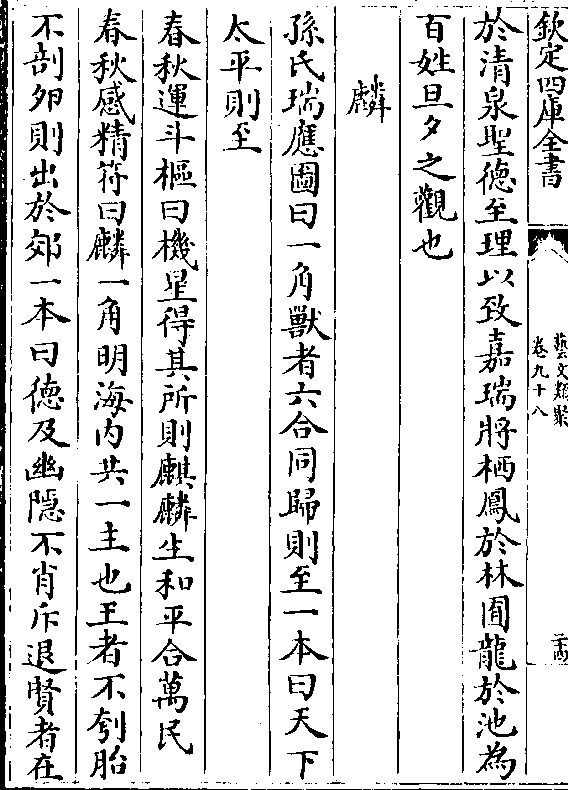 欽定四庫全書
藝文類聚
卷九十八
二十四
於清泉聖德至理以致嘉瑞將栖鳳於林囿龍於池為
百姓旦夕之觀也
麟
孫氏瑞應圖曰一角獸者六合同歸則至一本曰天下
太平則至
春秋運斗樞曰機星得其所則麒麟生和平合萬民
春秋感精符曰麟一角明海内共一主也王者不刳胎
不剖卵則出於郊一本曰德及幽隱不肖斥退賢者在